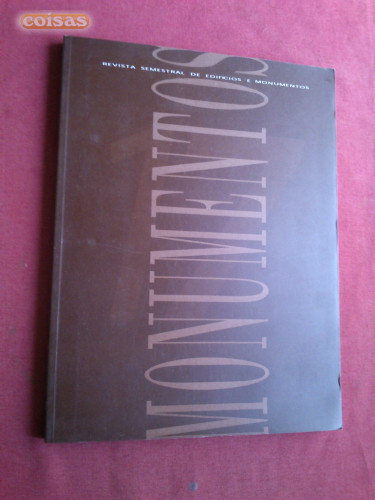 coisas
REVISTA SEMESTRAL DE EDIFÍCIOS E MONUMENTOS
MONUMENTOS